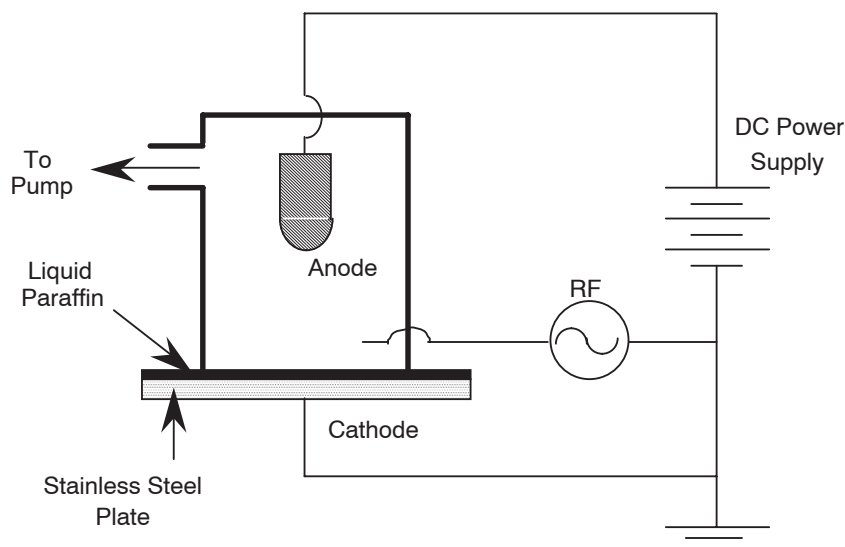 DC Power
Supply
To
Pump
Anode
Liquid
Paraffin
RF
Cathode
Stainless Steel
Plate